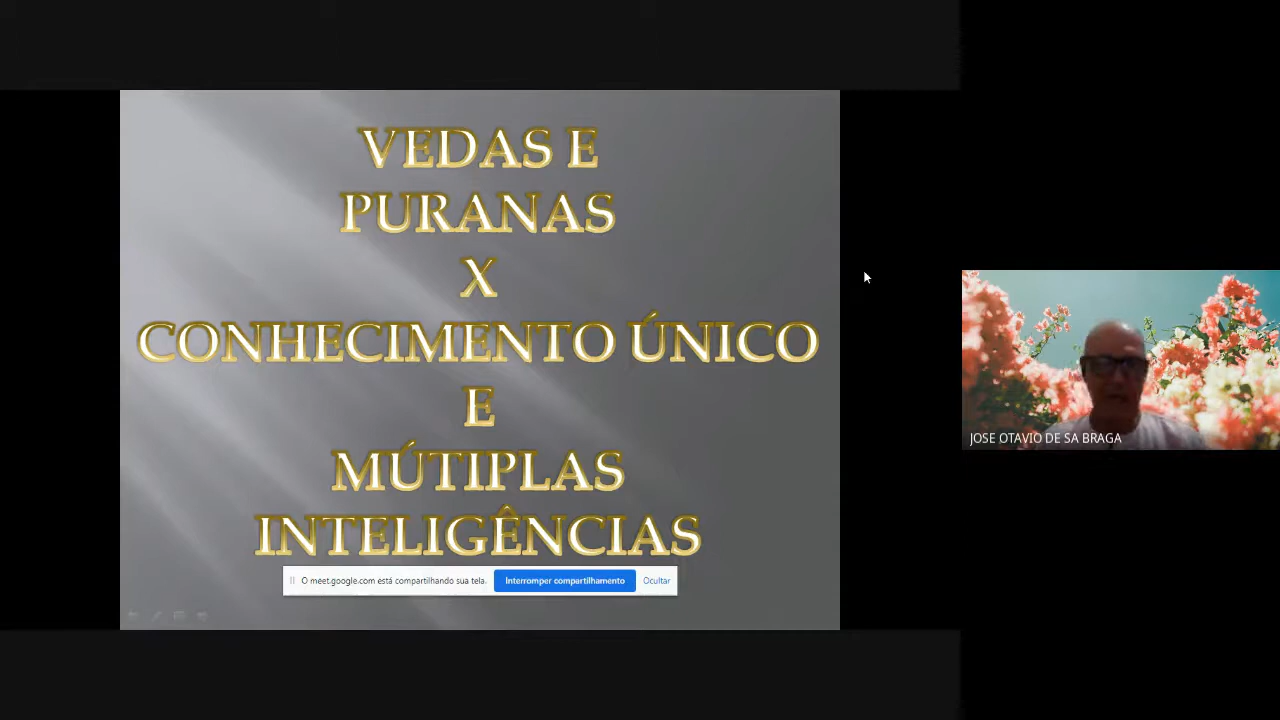 VEDAS E
PURANAS
X
CONHECIMENTO ÚNICO
E
MÚTIPLAS
INTELIGÊNCIAS
O meet.google.com está compartilhando sua tela. Interromper compartilhamento Ocultar
JOSE OTAVIO DE SA BRAGA